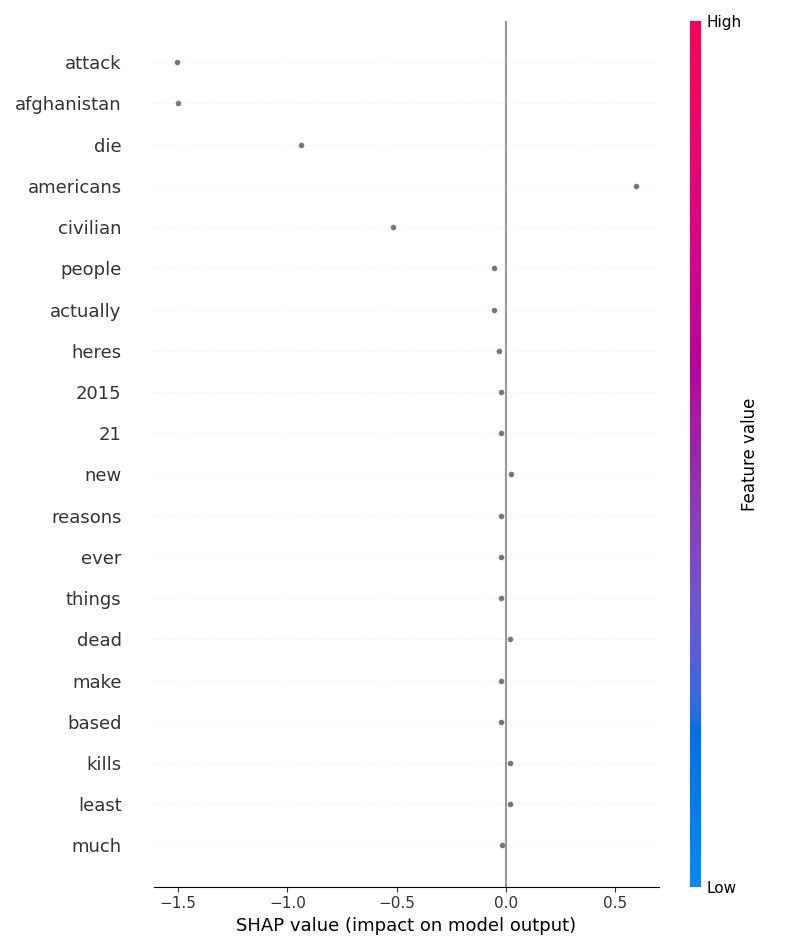 High
attack
afghanistan
die
americans
civilian
people
actually
heres
2015
21
new
reasons
ever
things
dead
make
based
kills
least
much
Feature value
Low
−1.5 −1.0 −0.5 0.0 0.5
SHAP value (impact on model output)